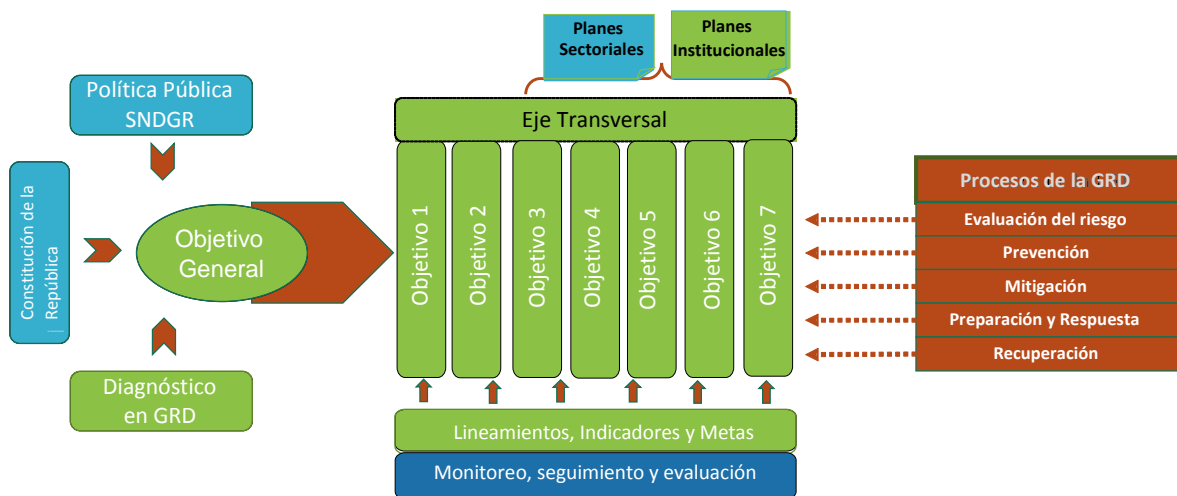 Planes
Sectoriales
Planes
Institucionales
Política Pública
SNDGR
Eje Transversal
Constitución de la
República
Objetivo
General
Objetivo 1
Objetivo 2
Objetivo 3
Objetivo 4
Objetivo 5
Objetivo 6
Objetivo 7
Procesos de la GRD
Evaluación del riesgo
Prevención
Mitigación
Preparación y Respuesta
Recuperación
Diagnóstico
en GRD
Lineamientos, Indicadores y Metas
Monitoreo, seguimiento y evaluación